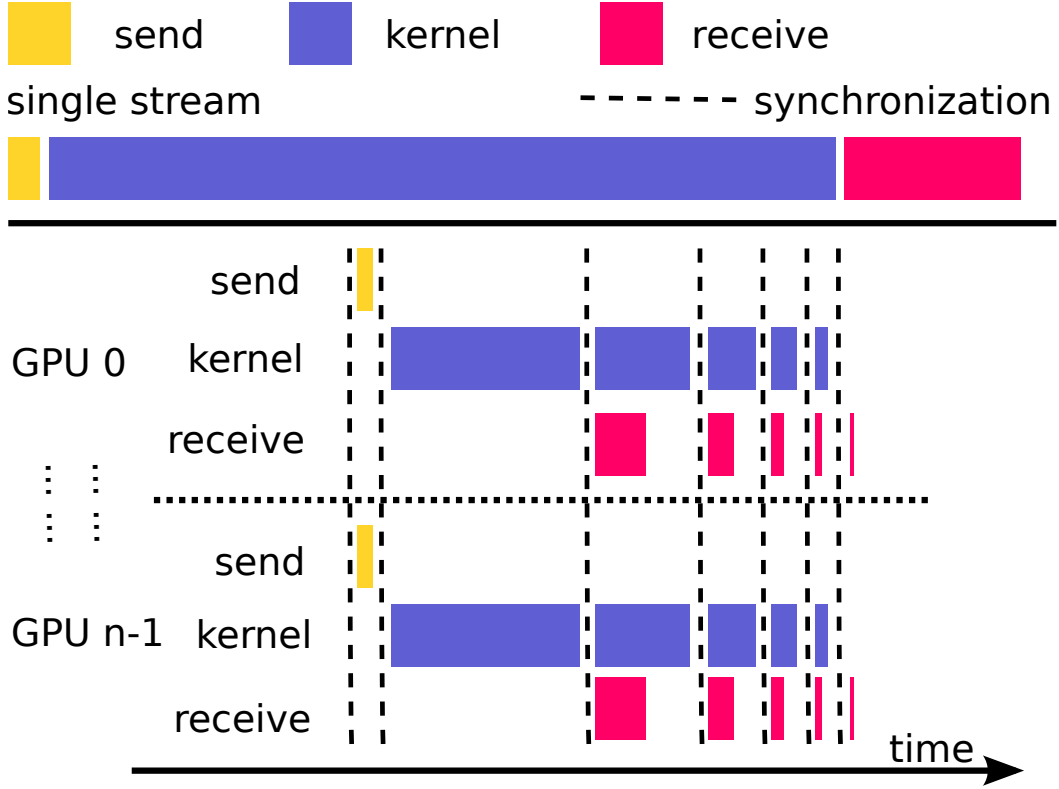 send kernel receive
single stream synchronization
send
GPU 0 kernel
receive
send
GPU n-1 kernel
receive
time